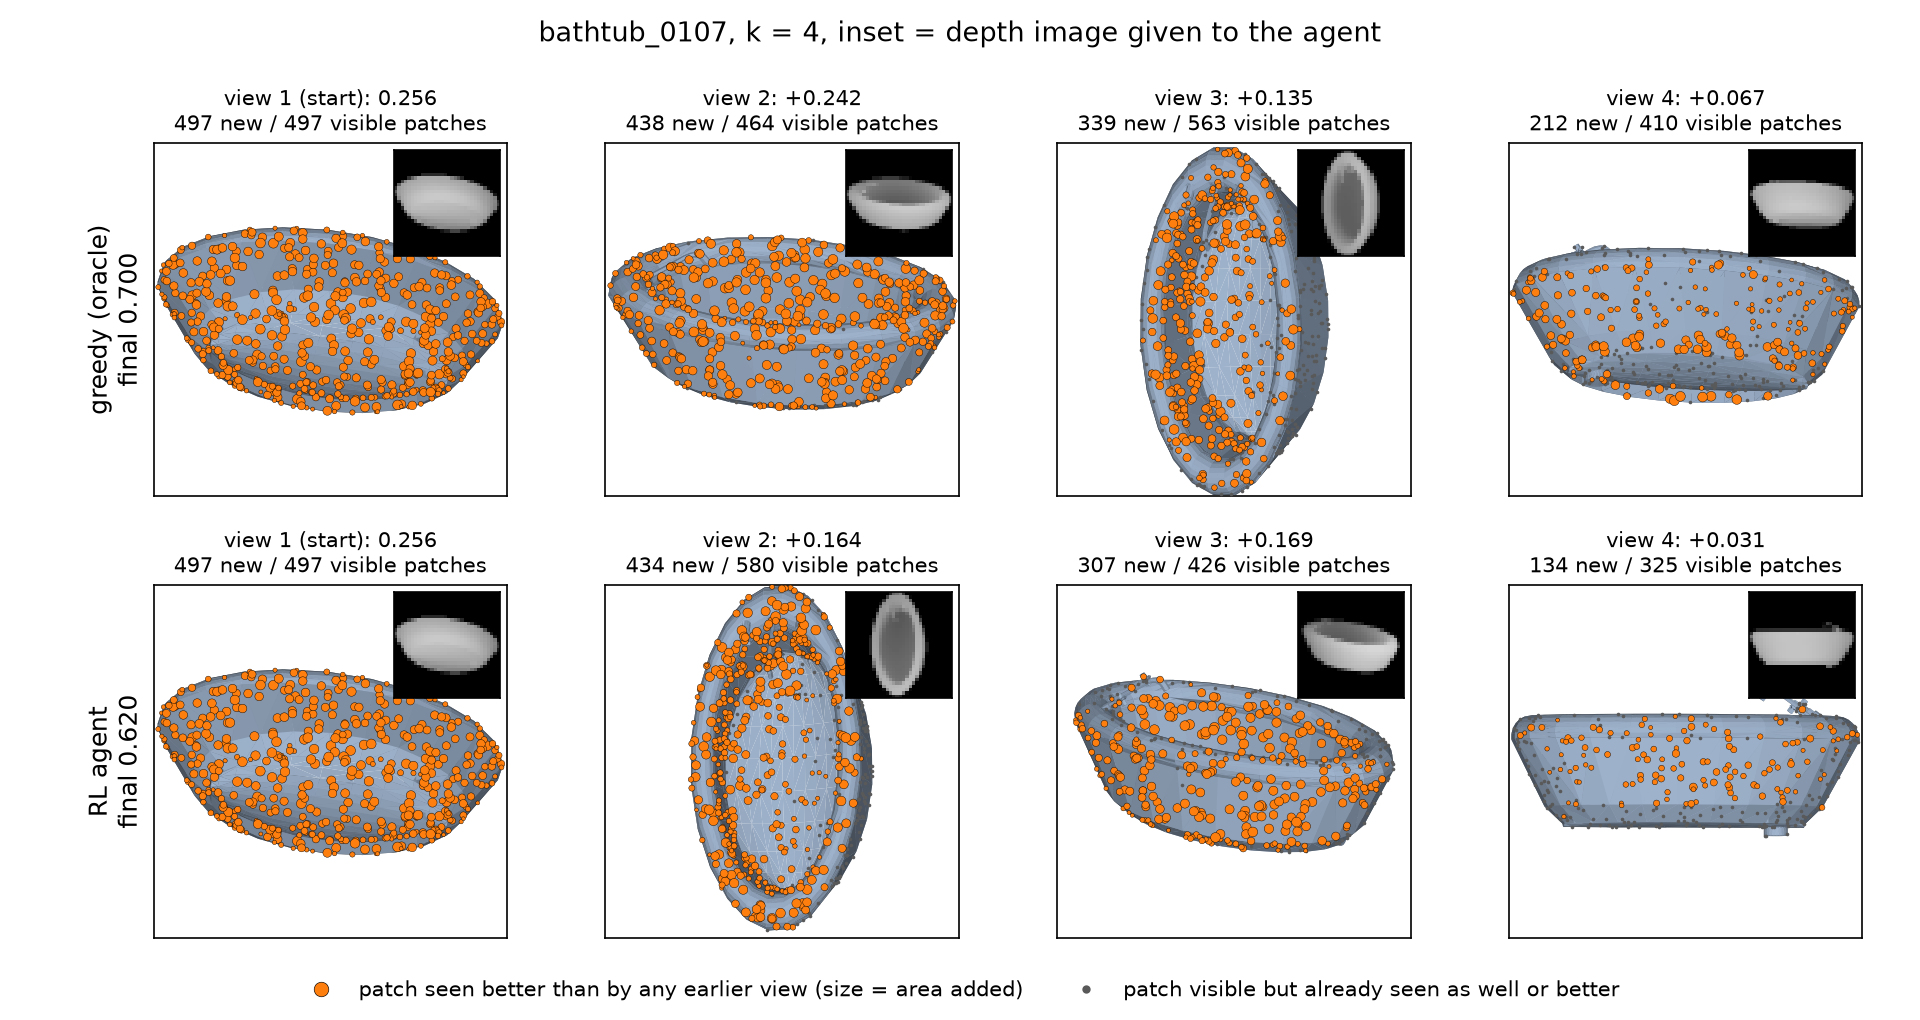 bathtub_0107, k = 4, inset = depth image given to the agent
view 1 (start): 0.256
497 new / 497 visible patches
view 2: +0.242
438 new / 464 visible patches
view 3: +0.135
339 new / 563 visible patches
view 4: +0.067
212 new / 410 visible patches
greedy (oracle)
final 0.700
view 1 (start): 0.256
497 new / 497 visible patches
view 2: +0.164
434 new / 580 visible patches
view 3: +0.169
307 new / 426 visible patches
view 4: +0.031
134 new / 325 visible patches
RL agent
final 0.620
patch seen better than by any earlier view (size = area added)
patch visible but already seen as well or better